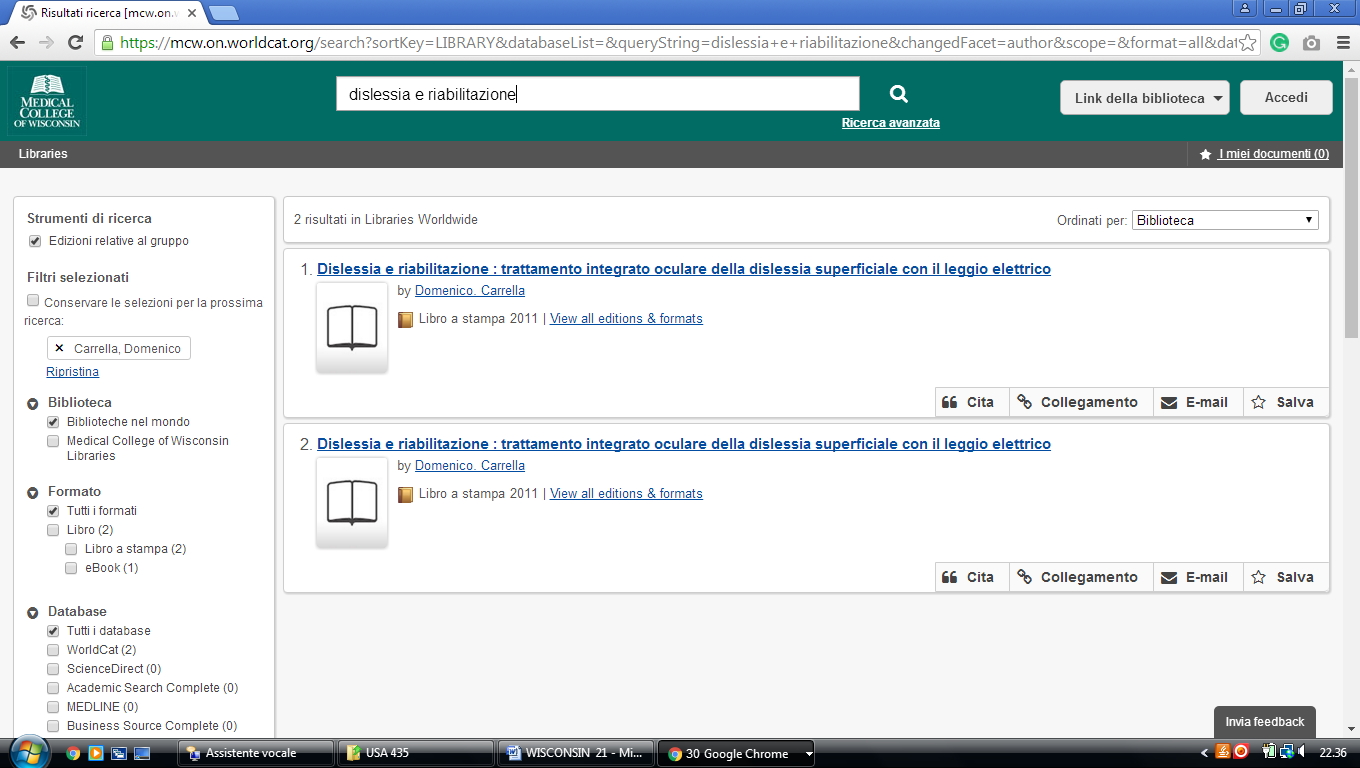 Risultati ricerca [mcw.on.v
https://mcw.on.worldcat.org/search?sortKey=LIBRARY&databaseList=&queryString=dislessia+e+riabilitazione&changedFacet=author&scope=&format=all&dat
MEDICAL
COLLEGE
OF WISCONSIN
dislessia e riabilitazione
Ricerca avanzata
Link della biblioteca
Accedi
Libraries
I miei documenti (0)
Strumenti di ricerca
Edizioni relative al gruppo
Filtri selezionati
Conservare le selezioni per la prossima
ricerca:
Carrella, Domenico
Ripristina
Biblioteca
Biblioteche nel mondo
Medical College of Wisconsin
Libraries
Formato
Tutti i formati
Libro (2)
Libro a stampa (2)
eBook (1)
Database
Tutti i database
WorldCat (2)
ScienceDirect (0)
Academic Search Complete (0)
MEDLINE (0)
Business Source Complete (0)
2 risultati in Libraries Worldwide
Ordinati per: Biblioteca
1. Dislessia e riabilitazione : trattamento integrato oculare della dislessia superficiale con il leggio elettrico
by Domenico. Carrella
Libro a stampa 2011 | View all editions & formats
Cita Collegamento E-mail Salva
2. Dislessia e riabilitazione : trattamento integrato oculare della dislessia superficiale con il leggio elettrico
by Domenico. Carrella
Libro a stampa 2011 | View all editions & formats
Cita Collegamento E-mail Salva
Invia feedback
Assistente vocale
USA 435
WISCONSIN 21 - Mi...
30 Google Chrome
22.36